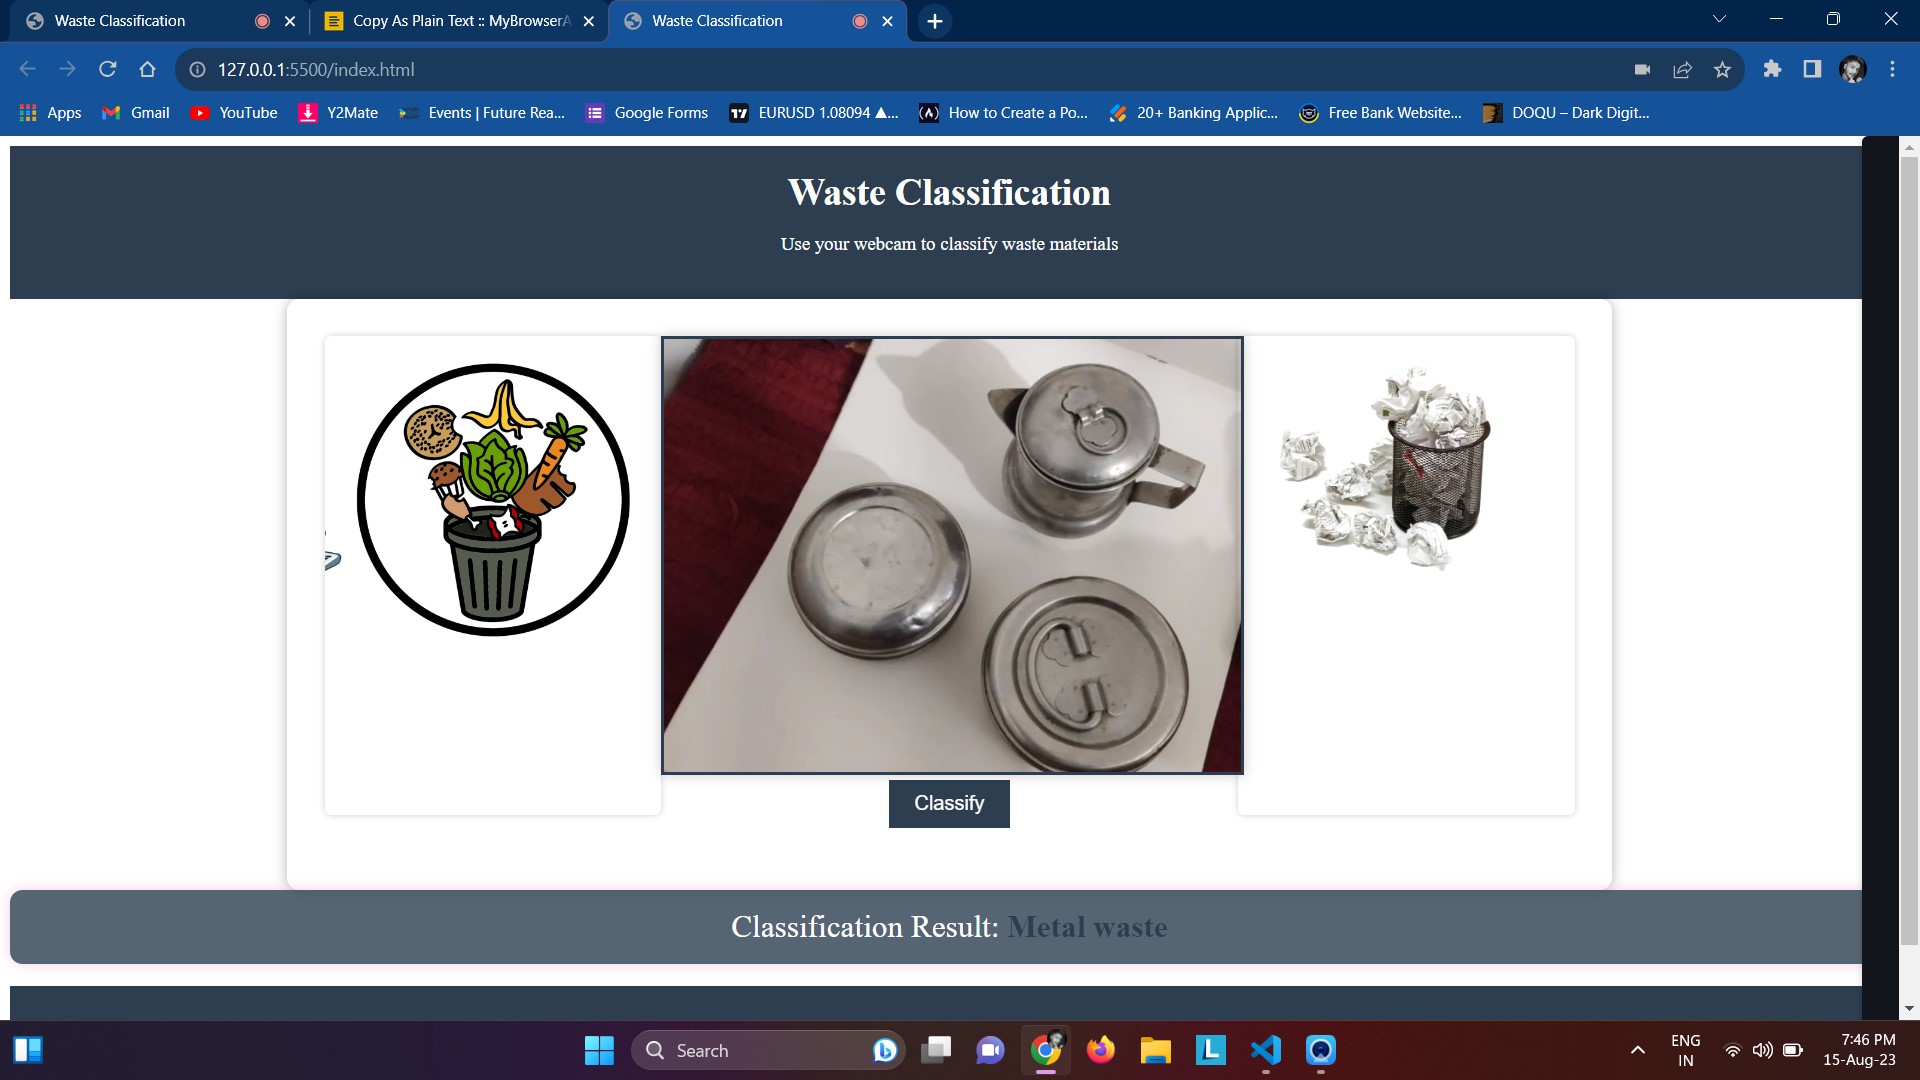 Waste Classification
Copy As Plain Text :: MyBrowserA
Waste Classification
127.0.0.1:5500/index.html
Apps
Gmail
YouTube
Y2Mate
Events | Future Rea...
Google Forms
EURUSD 1.08094 ▲...
How to Create a Po...
20+ Banking Applic...
Free Bank Website...
DOQU – Dark Digit...
Waste Classification
Use your webcam to classify waste materials
Classify
Classification Result: Metal waste
Search
ENG
IN
7:46 PM
15-Aug-23